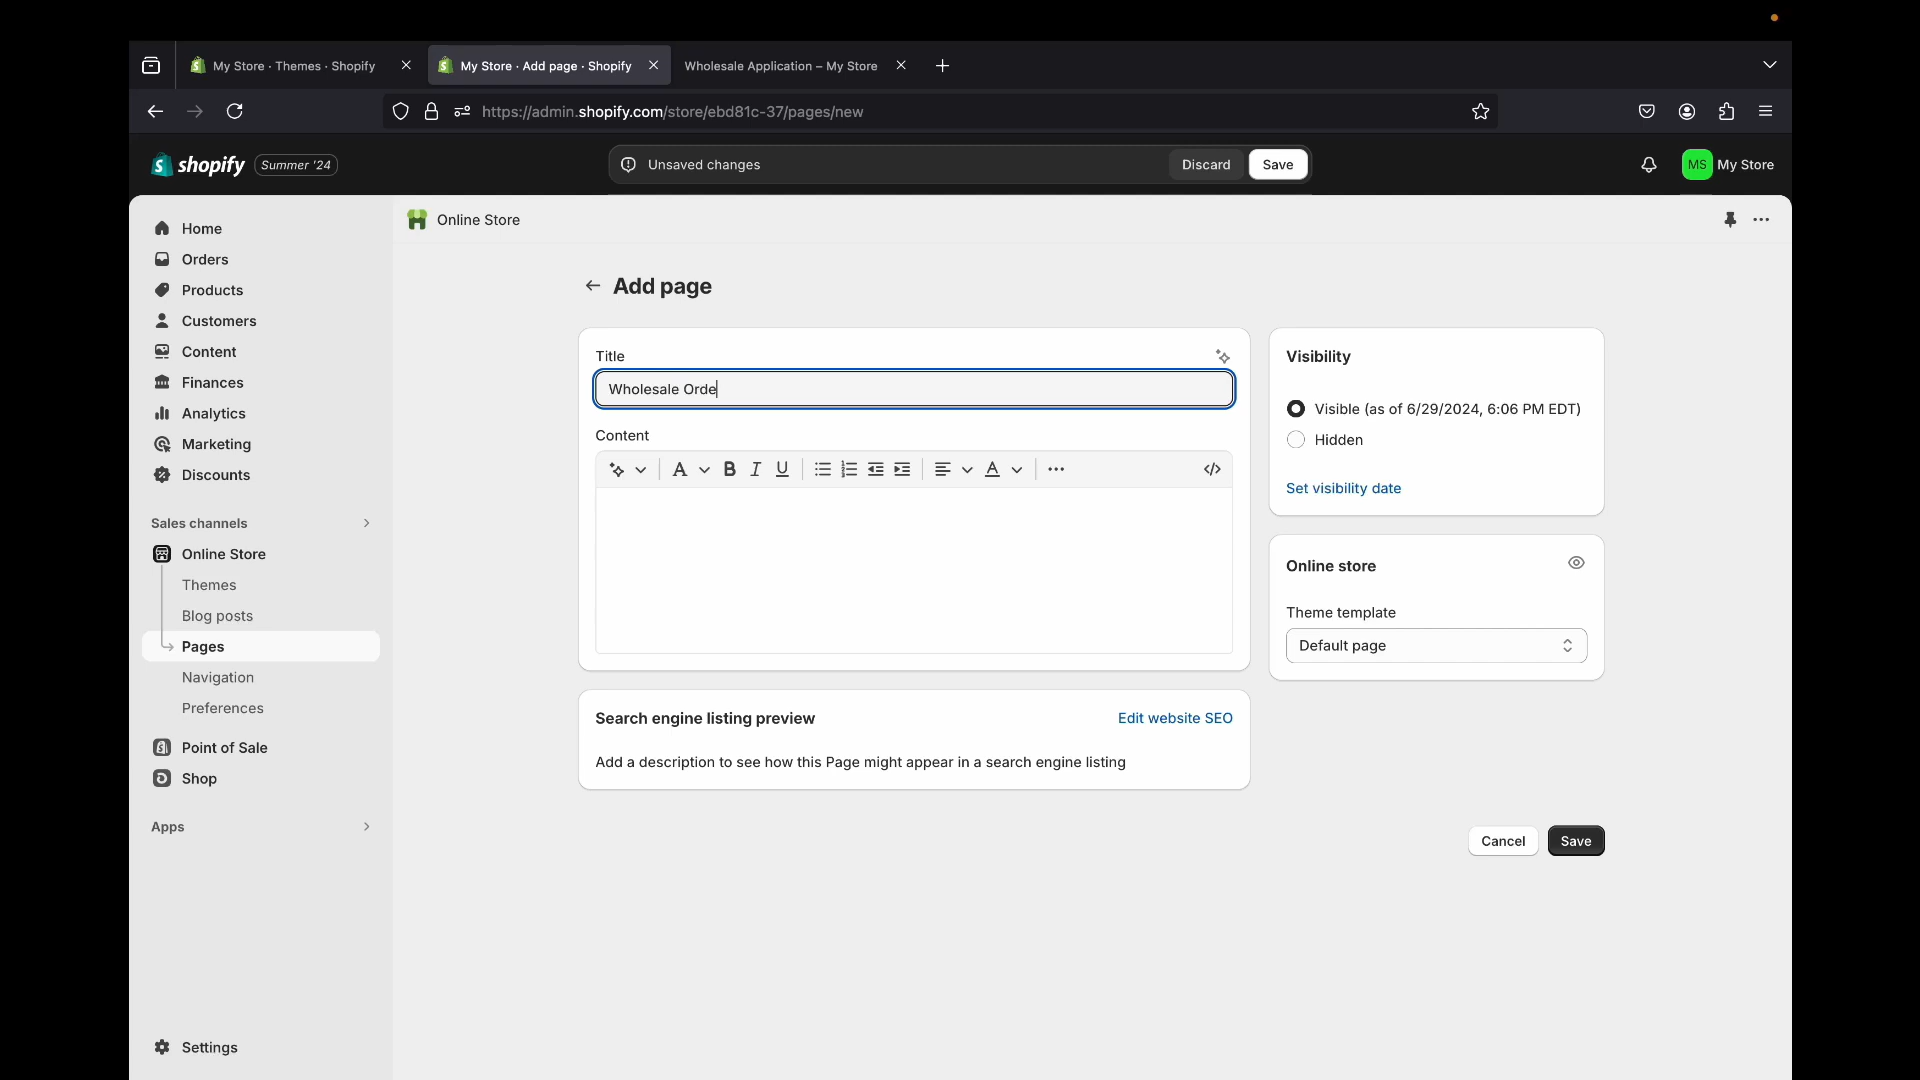 My Store · Themes · Shopify
My Store · Add page · Shopify
Wholesale Application – My Store
https://admin.shopify.com/store/ebd81c-37/pages/new
shopify
Summer '24
Unsaved changes
Discard
Save
MS
My Store
Home
Orders
Products
Customers
Content
Finances
Analytics
Marketing
Discounts
Sales channels
Online Store
Themes
Blog posts
Pages
Navigation
Preferences
Point of Sale
Shop
Apps
Settings
Online Store
Add page
Title
Wholesale Orde
Content
A
B
I
U
A
Search engine listing preview
Edit website SEO
Add a description to see how this Page might appear in a search engine listing
Visibility
Visible (as of 6/29/2024, 6:06 PM EDT)
Hidden
Set visibility date
Online store
Theme template
Default page
Cancel
Save